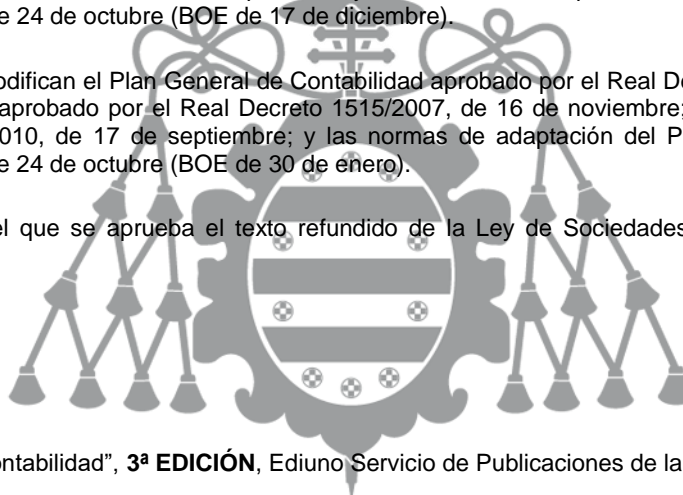 e 24 de octubre (BOE de 17 de diciembre).
odifican el Plan General de Contabilidad aprobado por el Real De
aprobado por el Real Decreto 1515/2007, de 16 de noviembre;
010, de 17 de septiembre; y las normas de adaptación del P
e 24 de octubre (BOE de 30 de enero).
el que se aprueba el texto refundido de la Ley de Sociedades
ontabilidad", 3ª EDICIÓN, Ediuno Servicio de Publicaciones de la